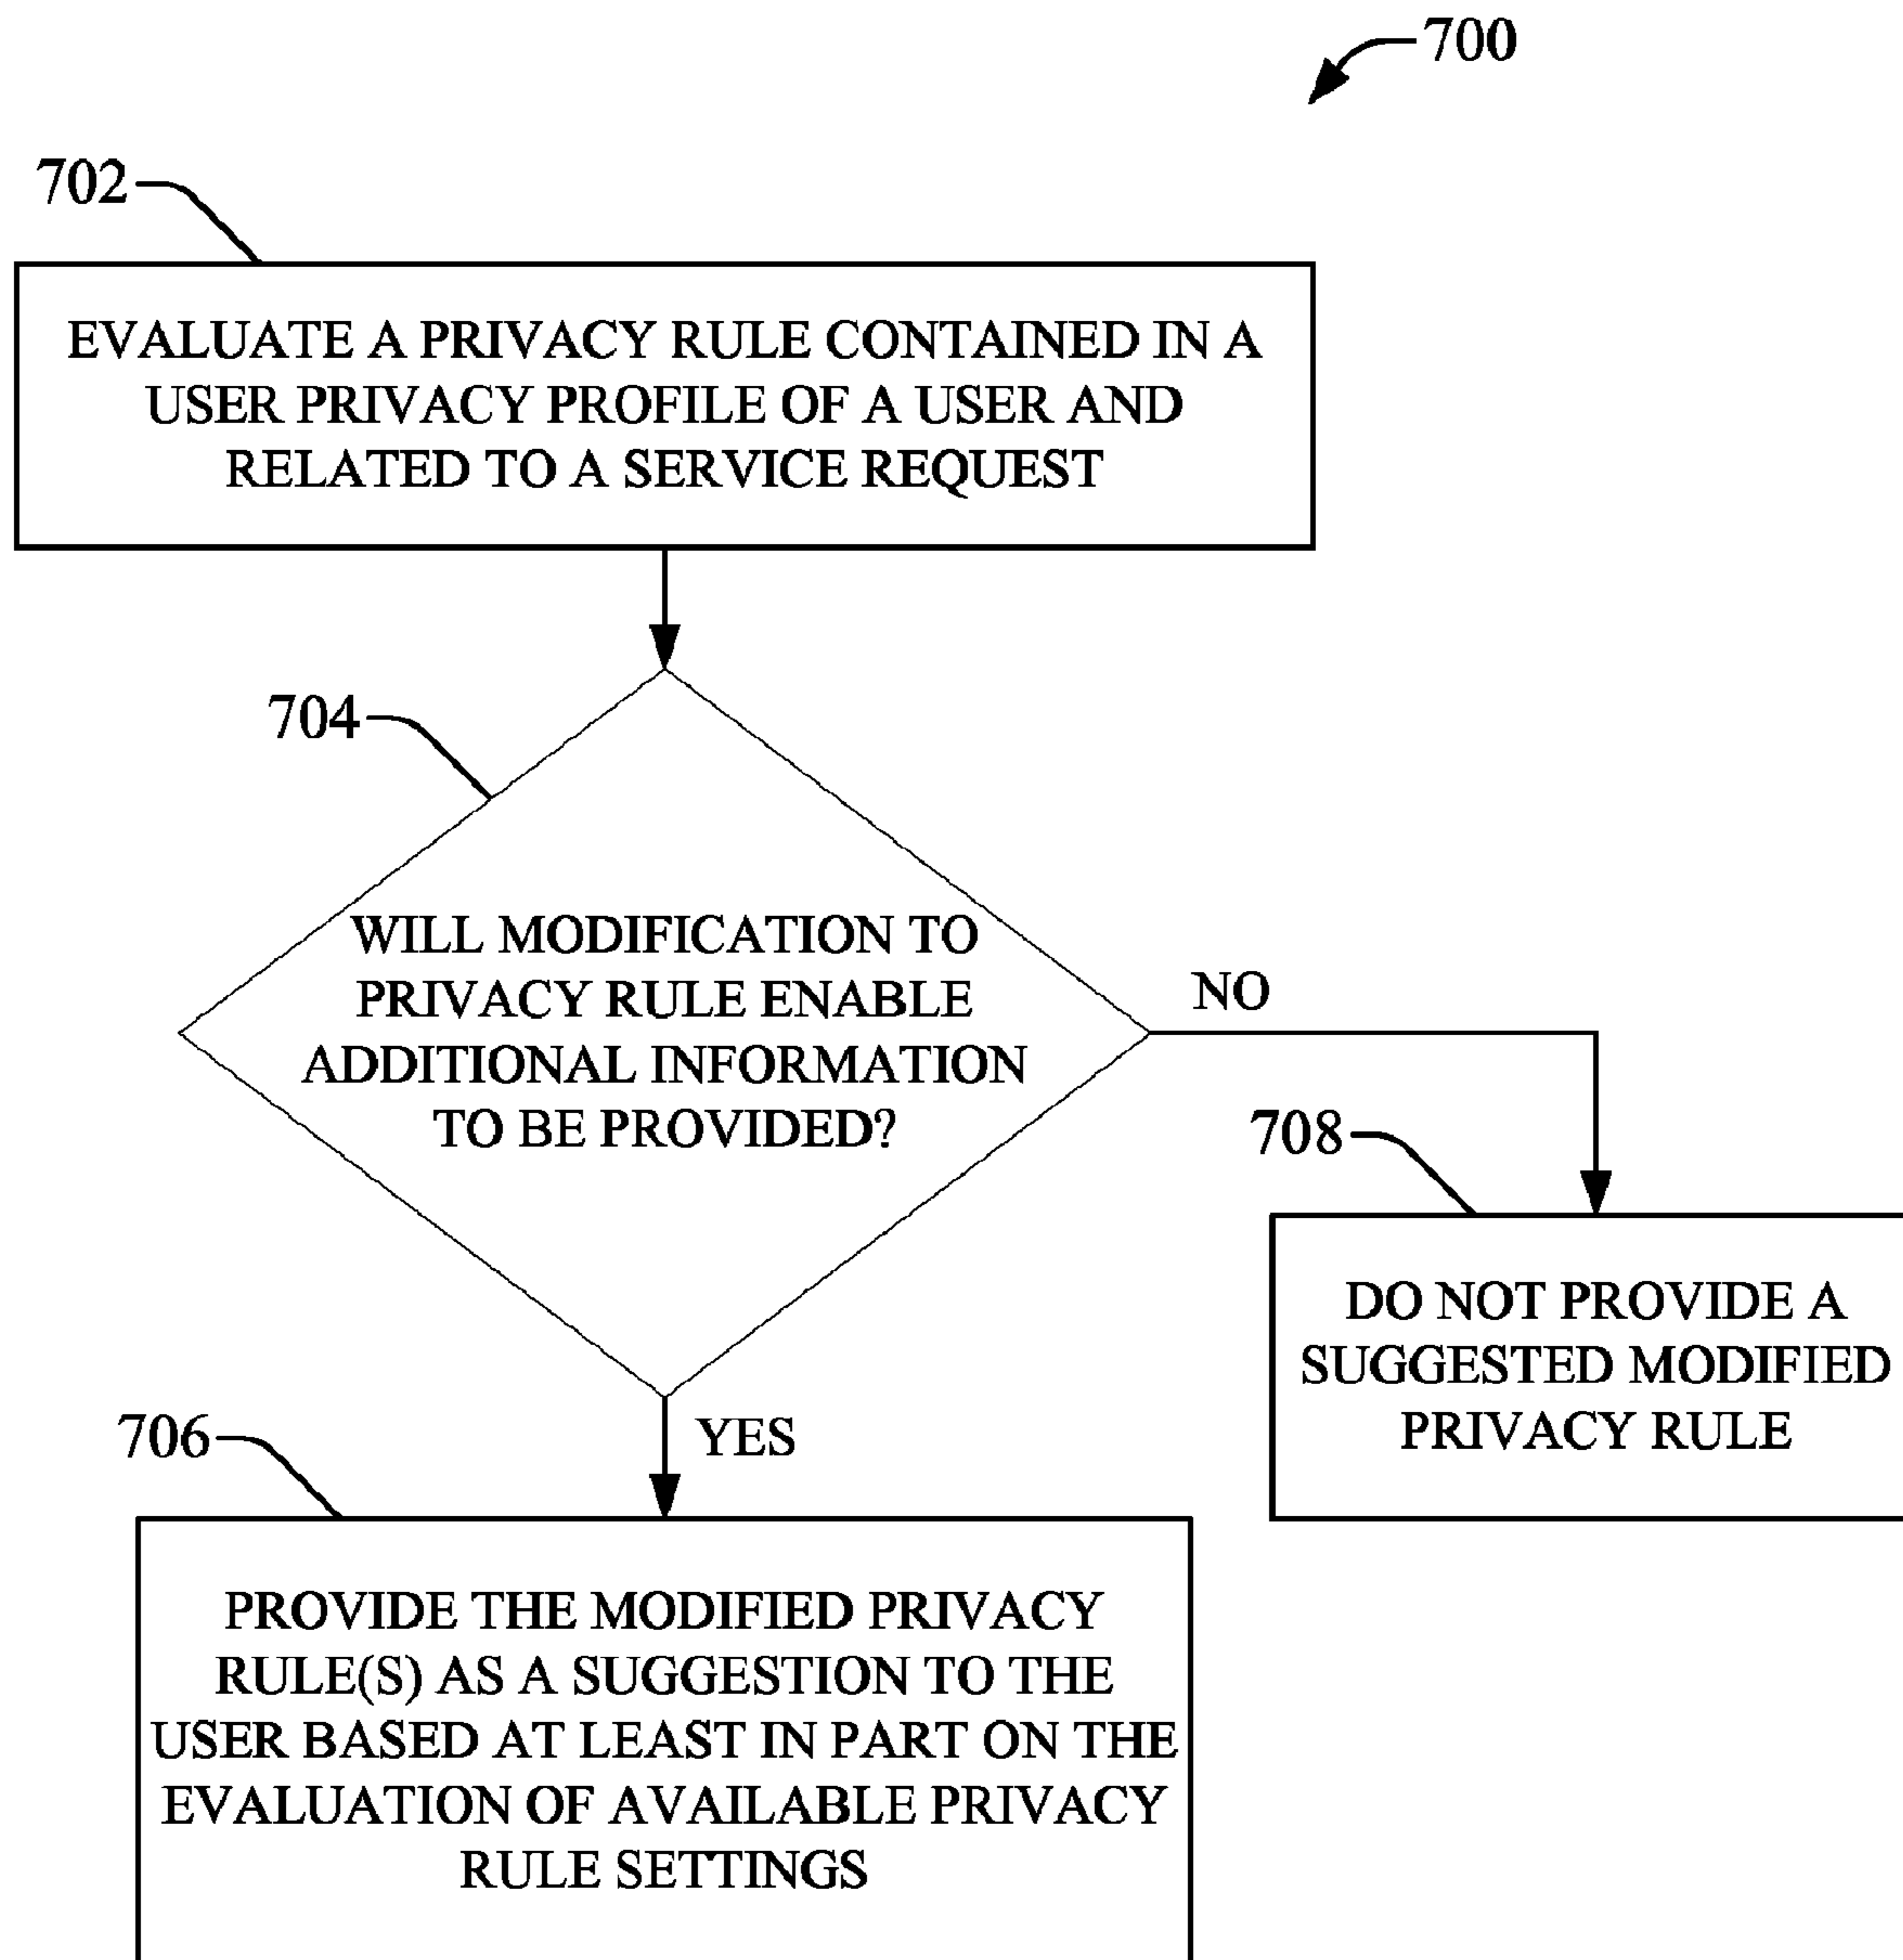 700
702
EVALUATE A PRIVACY RULE CONTAINED IN A
USER PRIVACY PROFILE OF A USER AND
RELATED TO A SERVICE REQUEST
704
WILL MODIFICATION TO
PRIVACY RULE ENABLE
ADDITIONAL INFORMATION
TO BE PROVIDED?
NO
708
DO NOT PROVIDE A
SUGGESTED MODIFIED
PRIVACY RULE
YES
706
PROVIDE THE MODIFIED PRIVACY
RULE(S) AS A SUGGESTION TO THE
USER BASED AT LEAST IN PART ON THE
EVALUATION OF AVAILABLE PRIVACY
RULE SETTINGS